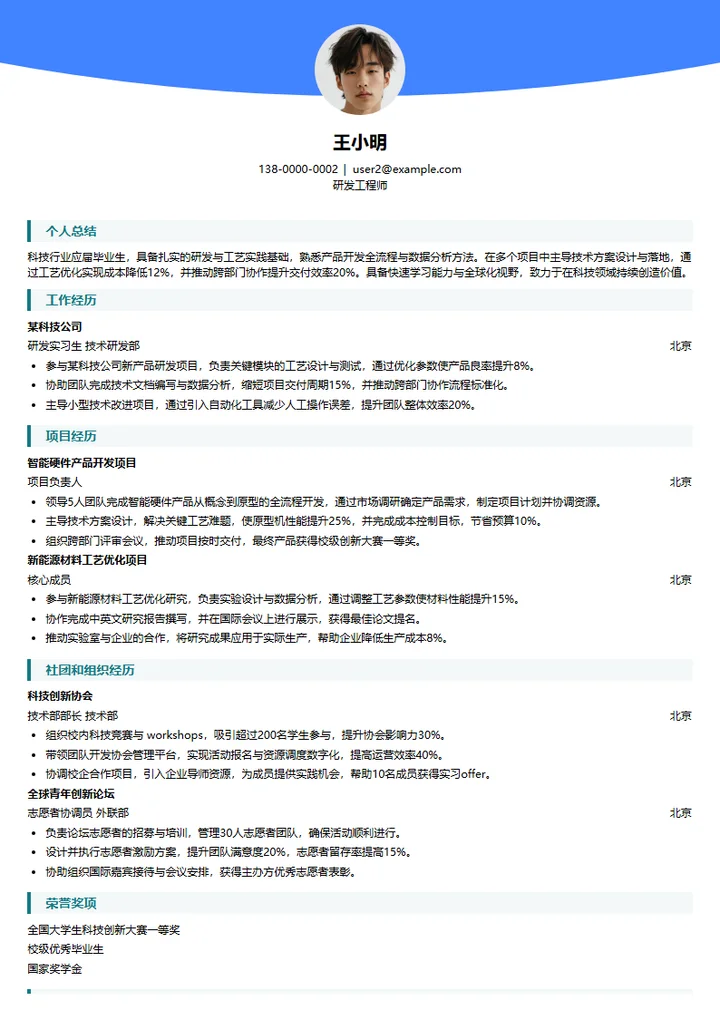 王小明
138-0000-0002 | user2@example.com
研发工程师
个人总结
科技行业应届毕业生，具备扎实的研发与工艺实践基础，熟悉产品开发全流程与数据分析方法。在多个项目中主导技术方案设计与落地，通
过工艺优化实现成本降低12%，并推动跨部门协作提升交付效率20%。具备快速学习能力与全球化视野，致力于在科技领域持续创造价值。
工作经历
某科技公司
研发实习生 技术研发部 北京
• 参与某科技公司新产品研发项目，负责关键模块的工艺设计与测试，通过优化参数使产品良率提升8%。
• 协助团队完成技术文档编写与数据分析，缩短项目交付周期15%，并推动跨部门协作流程标准化。
• 主导小型技术改进项目，通过引入自动化工具减少人工操作误差，提升团队整体效率20%。
项目经历
智能硬件产品开发项目
项目负责人 北京
• 领导5人团队完成智能硬件产品从概念到原型的全流程开发，通过市场调研确定产品需求，制定项目计划并协调资源。
• 主导技术方案设计，解决关键工艺难题，使原型机性能提升25%，并完成成本控制目标，节省预算10%。
• 组织跨部门评审会议，推动项目按时交付，最终产品获得校级创新大赛一等奖。
新能源材料工艺优化项目
核心成员 北京
• 参与新能源材料工艺优化研究，负责实验设计与数据分析，通过调整工艺参数使材料性能提升15%。
• 协作完成中英文研究报告撰写，并在国际会议上进行展示，获得最佳论文提名。
• 推动实验室与企业的合作，将研究成果应用于实际生产，帮助企业降低生产成本8%。
社团和组织经历
科技创新协会
技术部部长 技术部 北京
• 组织校内科技竞赛与 workshops，吸引超过200名学生参与，提升协会影响力30%。
• 带领团队开发协会管理平台，实现活动报名与资源调度数字化，提高运营效率40%。
• 协调校企合作项目，引入企业导师资源，为成员提供实践机会，帮助10名成员获得实习offer。
全球青年创新论坛
志愿者协调员 外联部 北京
• 负责论坛志愿者的招募与培训，管理30人志愿者团队，确保活动顺利进行。
• 设计并执行志愿者激励方案，提升团队满意度20%，志愿者留存率提高15%。
• 协助组织国际嘉宾接待与会议安排，获得主办方优秀志愿者表彰。
荣誉奖项
全国大学生科技创新大赛一等奖
校级优秀毕业生
国家奖学金